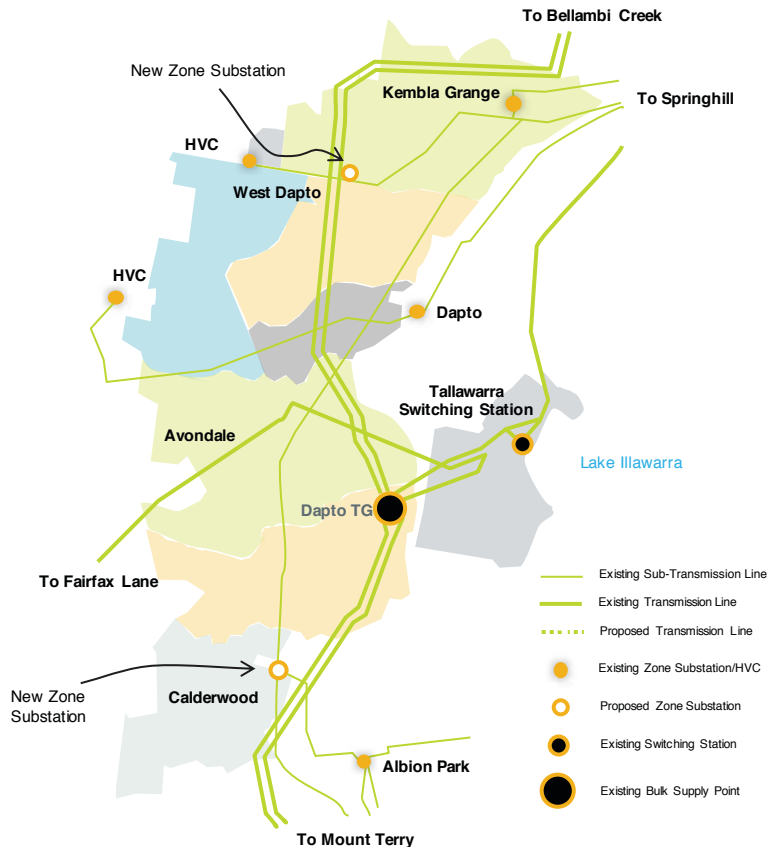 To Bellambi Creek
New Zone Substation
Kembla Grange
To Springhill
HVC
West Dapto
HVC
Dapto
Tallawarra
Switching Station
Avondale
Lake Illawarra
Dapto TG
To Fairfax Lane
Existing Sub-Transmission Line
Existing Transmission Line
Proposed Transmission Line
Existing Zone Substation/HVC
New Zone
Substation
Calderwood
Proposed Zone Substation
Existing Switching Station
Albion Park
Existing Bulk Supply Point
To Mount Terry